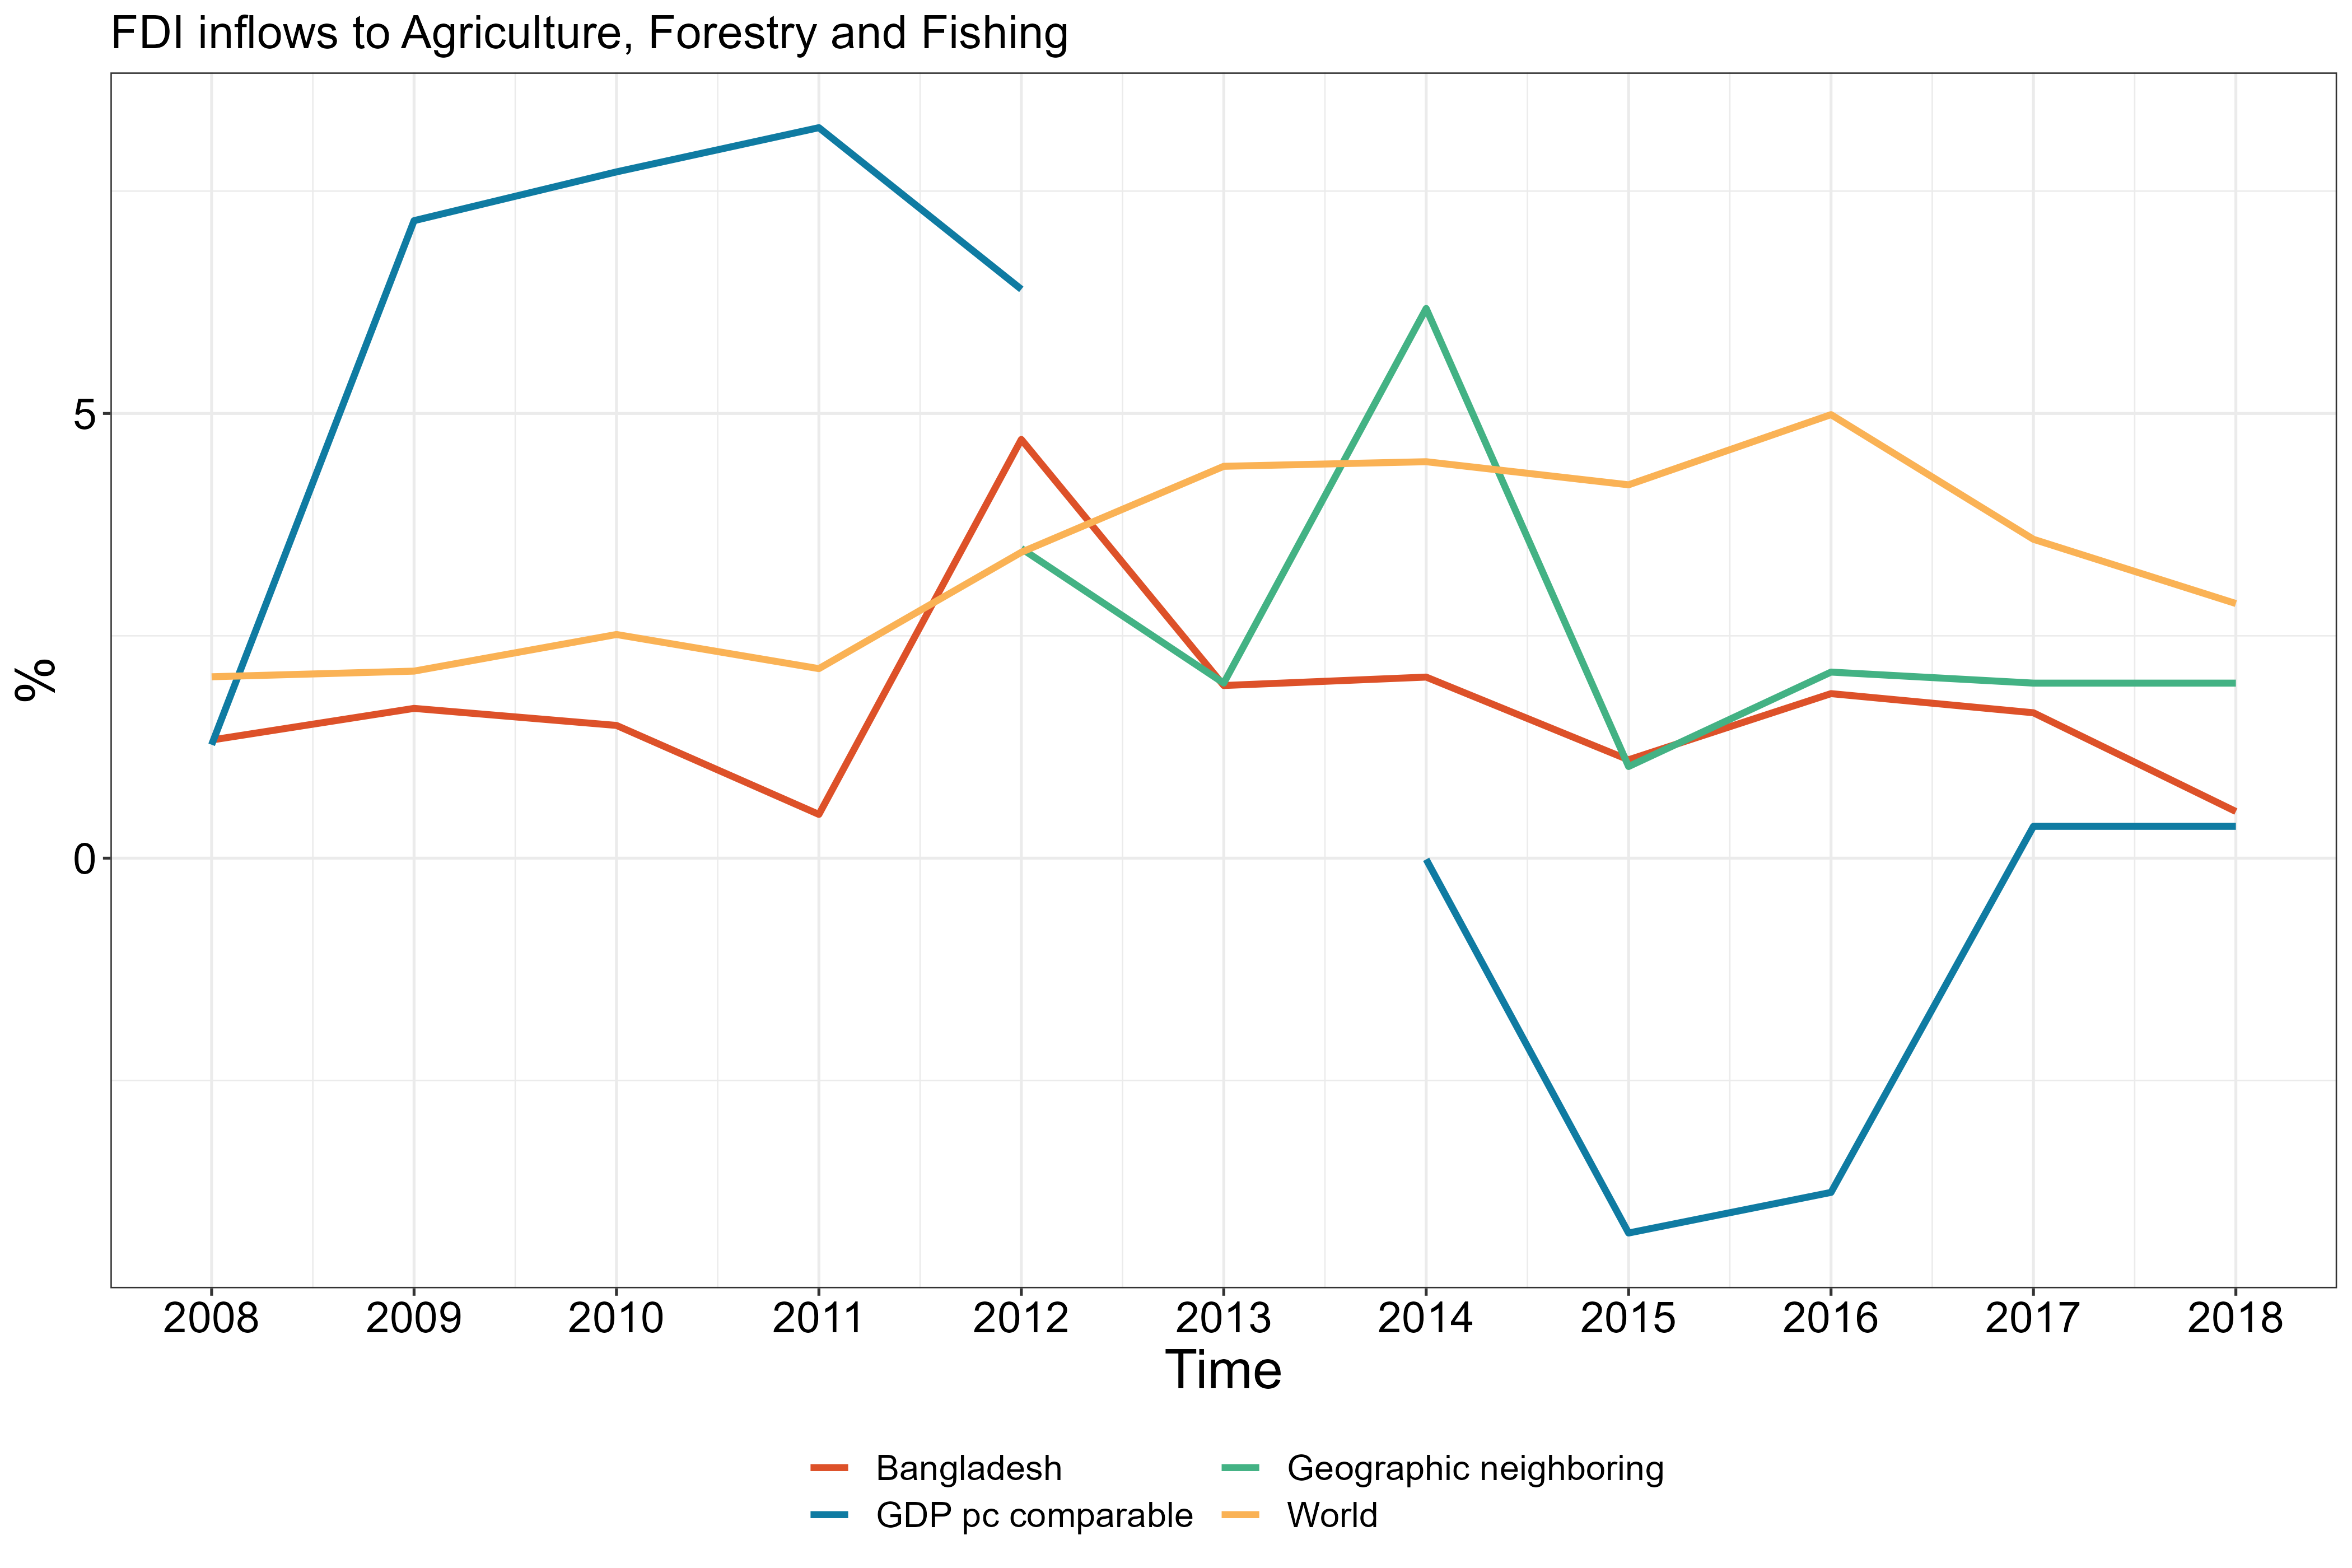 FDI inflows to Agriculture, Forestry and Fishing
%
5
0
2008 2009 2010 2011 2012 2013 2014 2015 2016 2017 2018
Time
Bangladesh Geographic neighboring
GDP pc comparable World